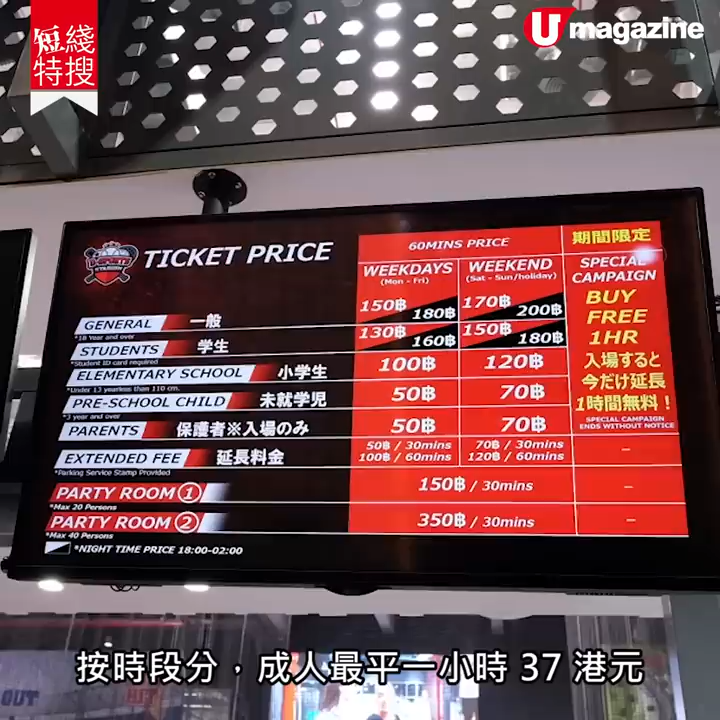 短綫
特搜
U magazine
TICKET PRICE
60MINS PRICE
期間限定
WEEKDAYS
(Mon - Fri)
WEEKEND
(Sat - Sun/holiday)
SPECIAL
CAMPAIGN
GENERAL 一般 150฿ 180฿ 170฿ 200฿
*18 Year and over
STUDENTS 学生 130฿ 160฿ 150฿ 180฿
*Student ID card required
ELEMENTARY SCHOOL 小学生 100฿ 120฿
*Under 13 yearless than 110 cm.
PRE-SCHOOL CHILD 未就学児 50฿ 70฿
*3 year and over
PARENTS 保護者※入場のみ 50฿ 70฿
BUY
FREE
1HR
入場すると
今だけ延長
1時間無料！
SPECIAL CAMPAIGN
ENDS WITHOUT NOTICE
EXTENDED FEE 延長料金 50฿ / 30mins 70฿ / 30mins –
100฿ / 60mins 120฿ / 60mins
*Parking Service Stamp Provided
PARTY ROOM 1 150฿ / 30mins –
*Max 20 Persons
PARTY ROOM 2 350฿ / 30mins –
*Max 40 Persons
*NIGHT TIME PRICE 18:00-02:00
按時段分，成人最平一小時 37 港元